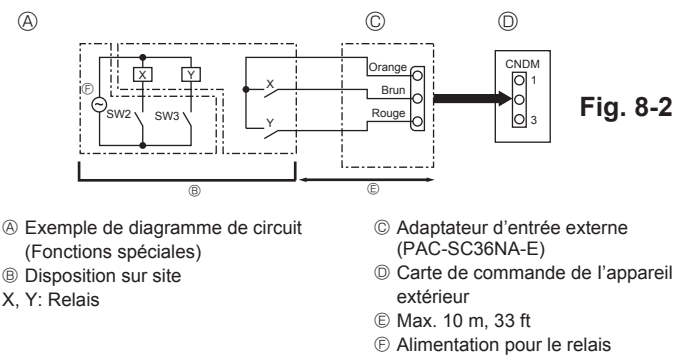 Ⓐ Ⓒ Ⓓ
Orange
CNDM
X Y
Ⓕ
X
Brun
1
SW2 SW3
Y
Rouge
3
Fig. 8-2
Ⓑ
Ⓔ
Ⓐ Exemple de diagramme de circuit
(Fonctions spéciales)
Ⓑ Disposition sur site
X, Y: Relais
Ⓒ Adaptateur d’entrée externe
(PAC-SC36NA-E)
Ⓓ Carte de commande de l’appareil
extérieur
Ⓔ Max. 10 m, 33 ft
Ⓕ Alimentation pour le relais